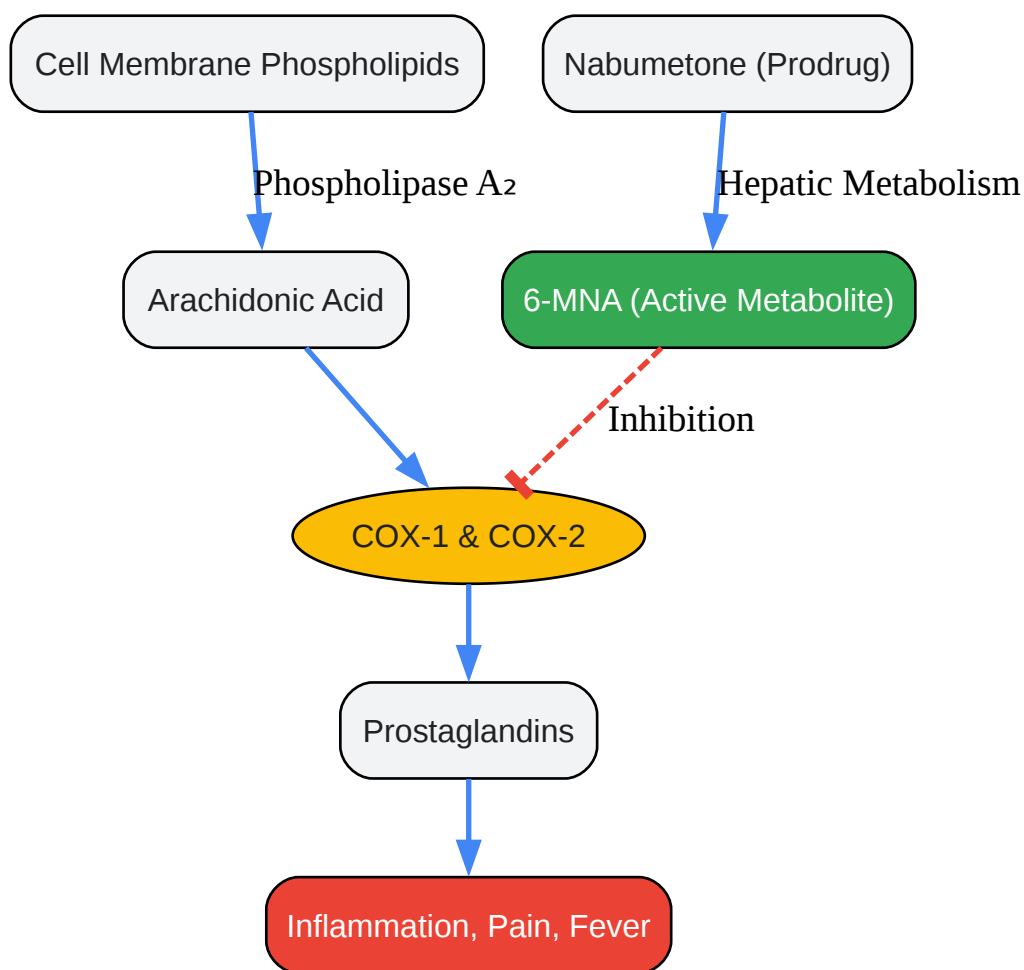 Cell Membrane Phospholipids
Nabumetone (Prodrug)
Phospholipase A₂
Hepatic Metabolism
Arachidonic Acid
6-MNA (Active Metabolite)
Inhibition
COX-1 & COX-2
Prostaglandins
Inflammation, Pain, Fever